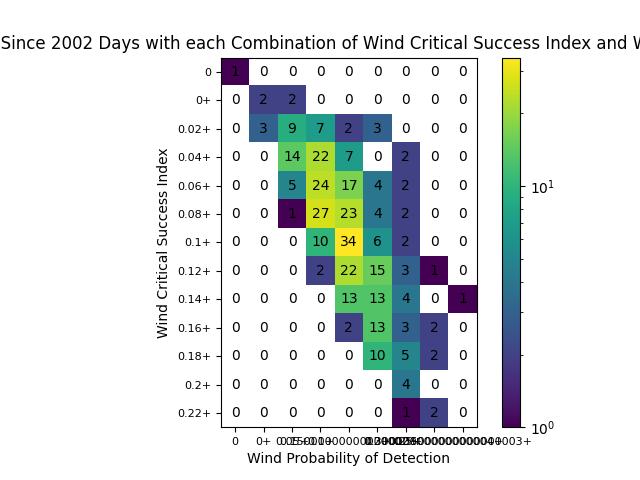 Since 2002 Days with each Combination of Wind Critical Success Index and W
0 1 0 0 0 0 0 0 0 0
0+ 0 2 2 0 0 0 0 0 0
0.02+ 0 3 9 7 2 3 0 0 0
0.04+ 0 0 14 22 7 0 2 0 0
0.06+ 0 0 5 24 17 4 2 0 0
0.08+ 0 0 1 27 23 4 2 0 0
0.1+ 0 0 0 10 34 6 2 0 0
0.12+ 0 0 0 2 22 15 3 1 0
0.14+ 0 0 0 0 13 13 4 0 1
0.16+ 0 0 0 0 2 13 3 2 0
0.18+ 0 0 0 0 0 10 5 2 0
0.2+ 0 0 0 0 0 0 4 0 0
0.22+ 0 0 0 0 0 0 1 2 0
0 0+
Wind Probability of Detection
Wind Critical Success Index
10¹
10⁰